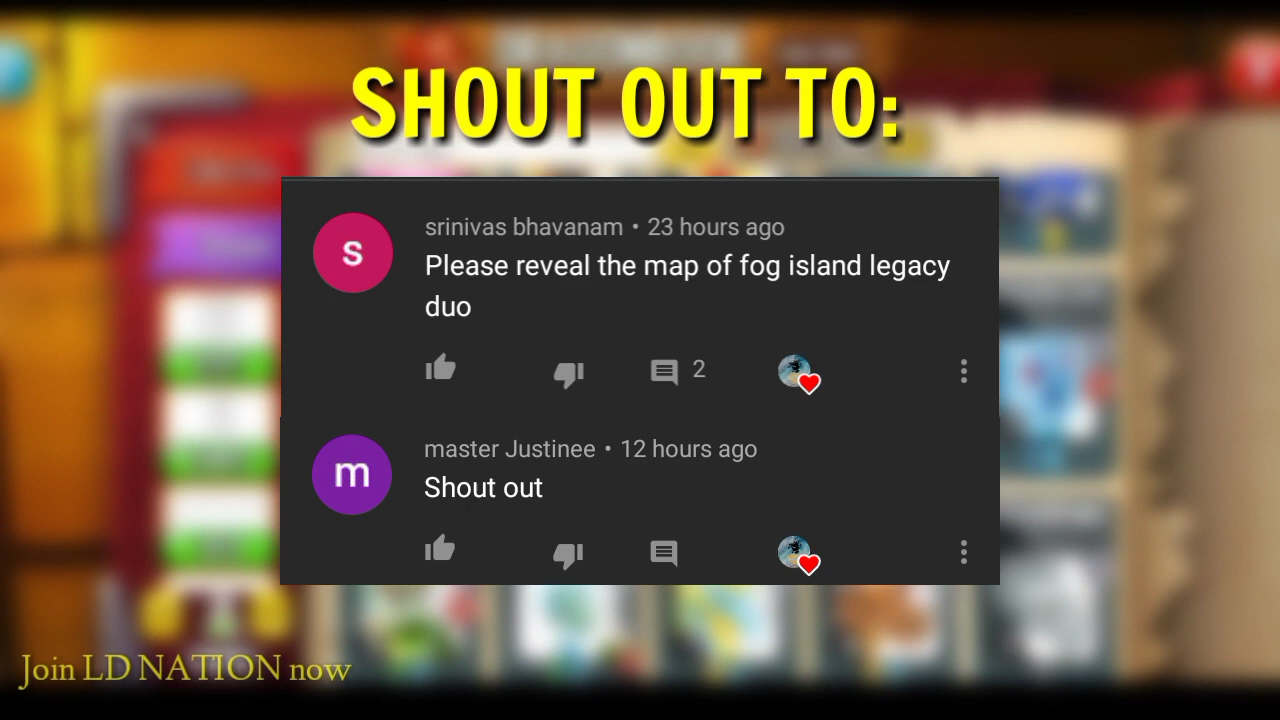 SHOUT OUT TO:
s
srinivas bhavanam • 23 hours ago
Please reveal the map of fog island legacy
duo
2
m
master Justinee • 12 hours ago
Shout out
Join LD NATION now